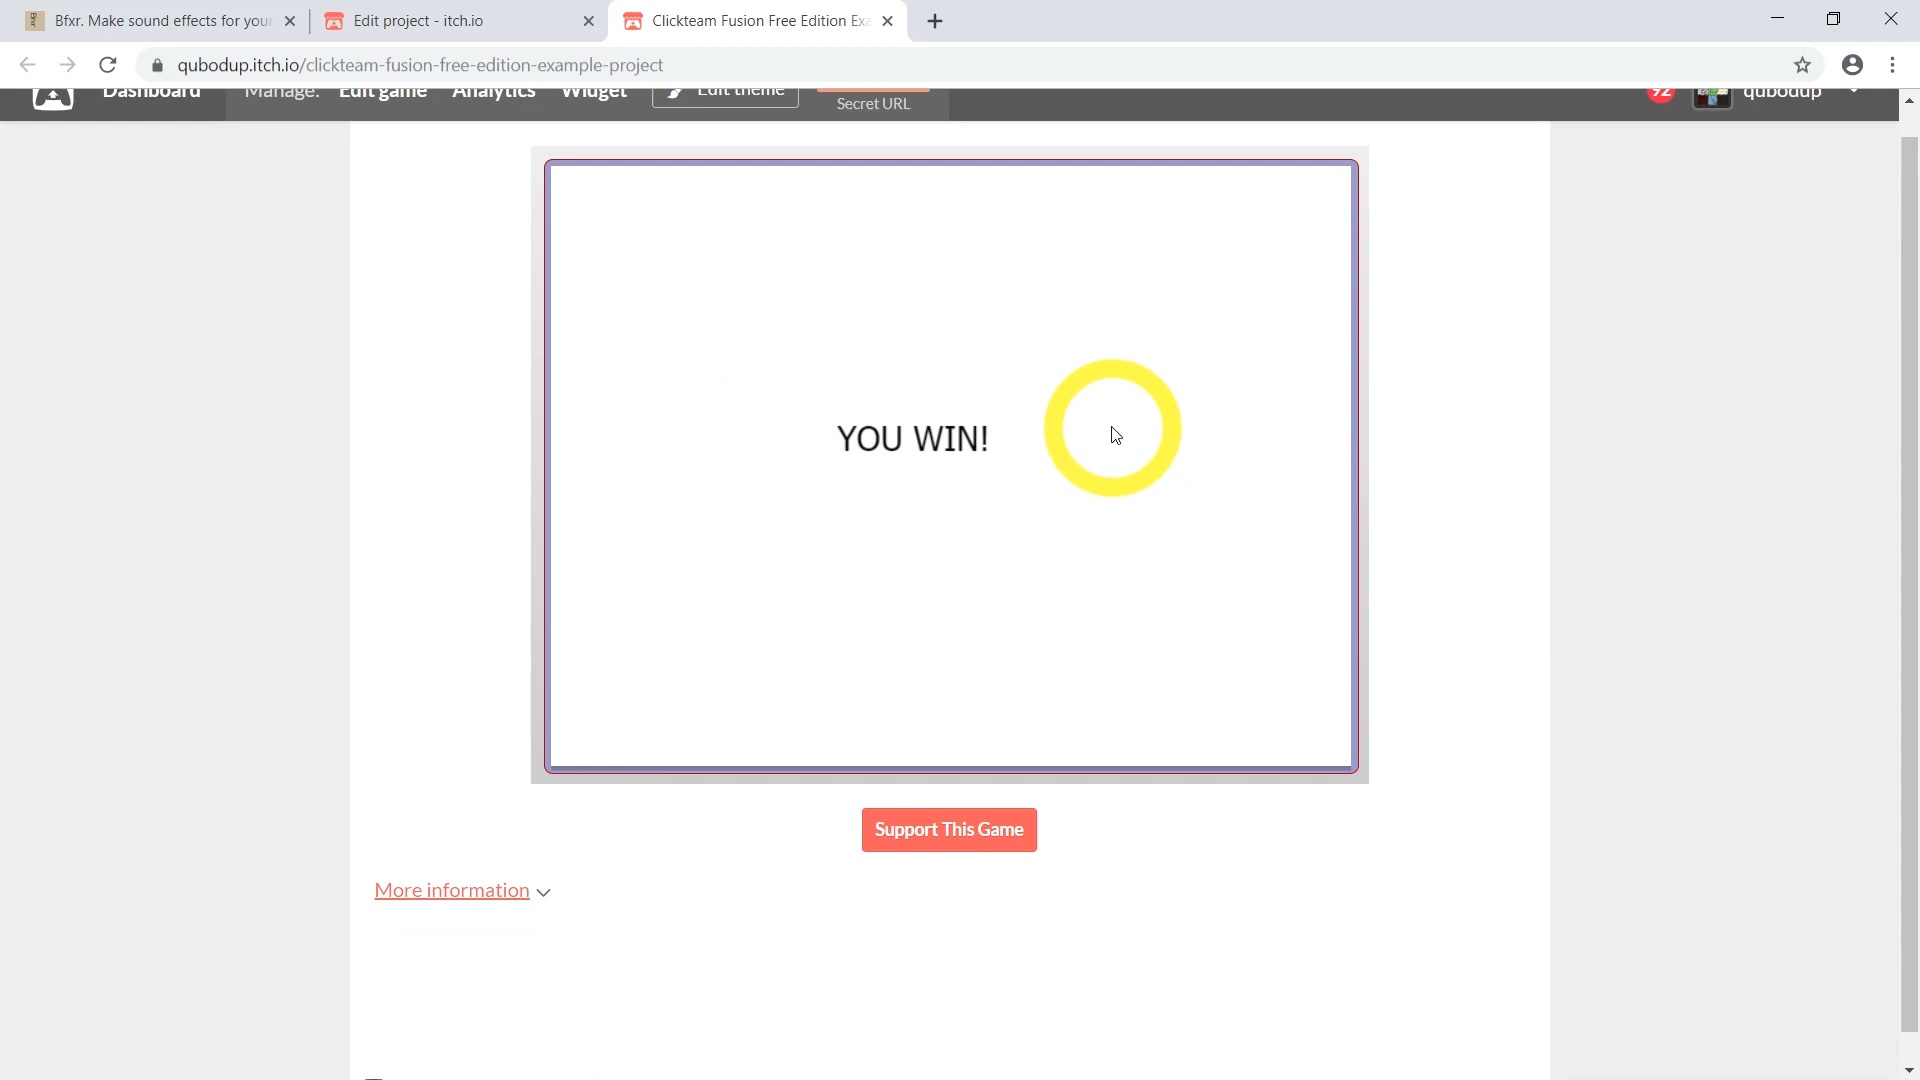 Bfxr. Make sound effects for your
Edit project - itch.io
Clickteam Fusion Free Edition Exa
qubodup.itch.io/clickteam-fusion-free-edition-example-project
Dashboard
Manage:
Edit game
Analytics
Widget
Edit theme
Secret URL
92
qubodup
YOU WIN!
Support This Game
More information